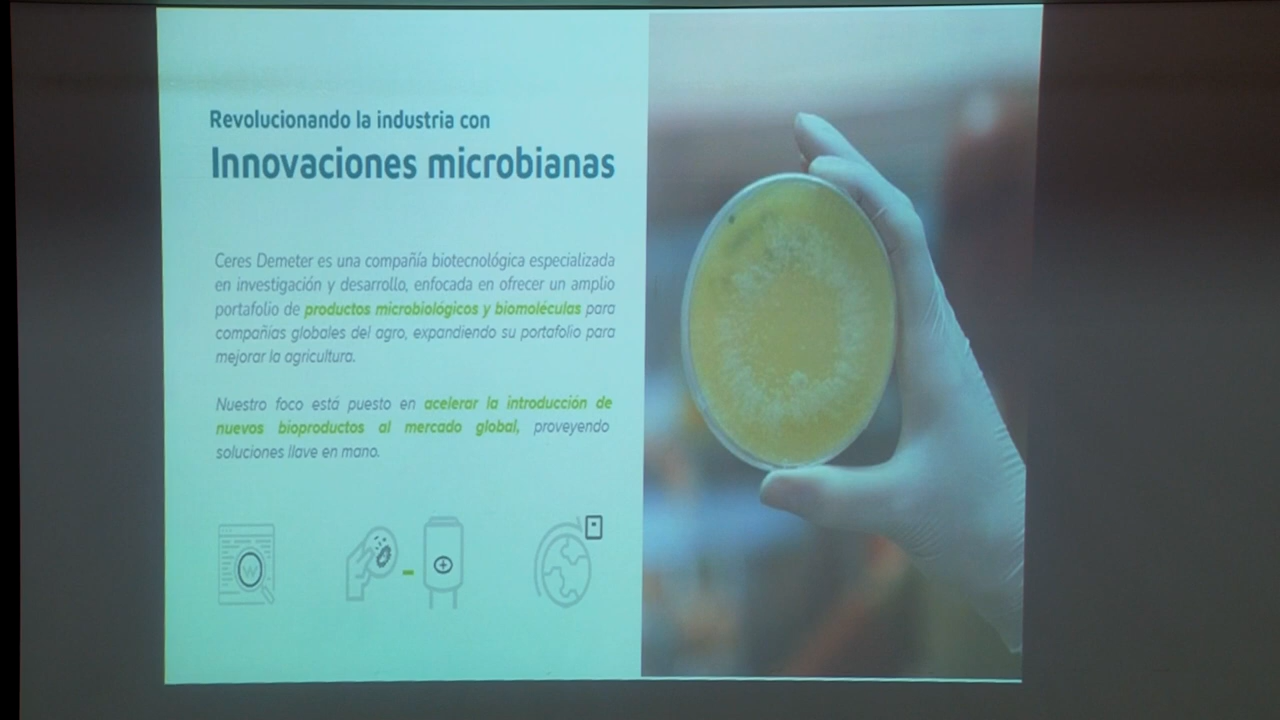 Revolucionando la industria con
Innovaciones microbianas
Ceres Demeter es una compañía biotecnológica especializada
en investigación y desarrollo, enfocada en ofrecer un amplio
portafolio de productos microbiológicos y biomoléculas para
compañías globales del agro, expandiendo su portafolio para
mejorar la agricultura.
Nuestro foco está puesto en acelerar la introducción de
nuevos bioproductos al mercado global, proveyendo
soluciones llave en mano.
W